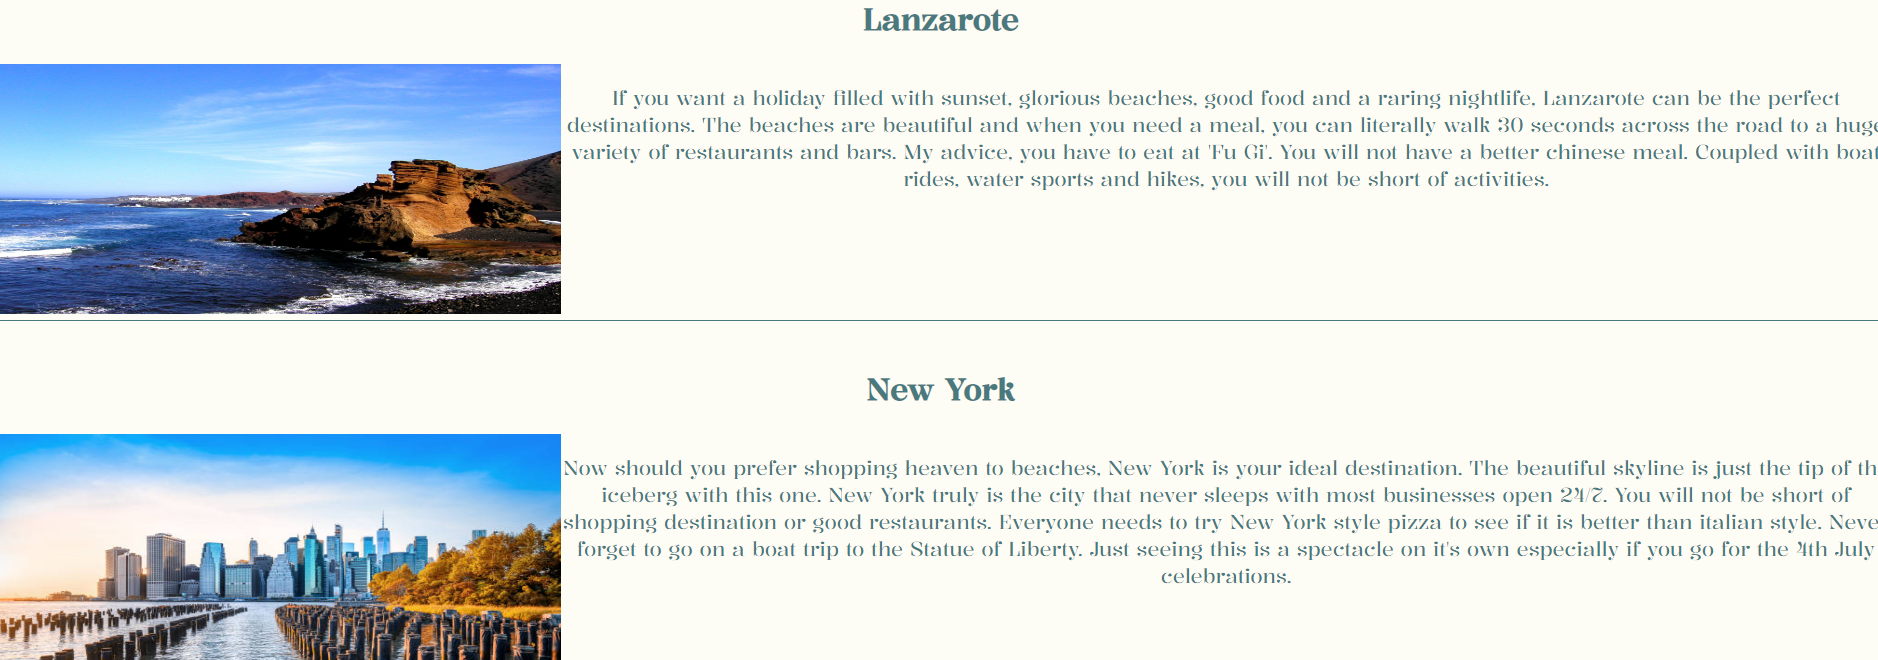 Lanzarote
If you want a holiday filled with sunset, glorious beaches, good food and a raring nightlife, Lanzarote can be the perfect
destinations. The beaches are beautiful and when you need a meal, you can literally walk 30 seconds across the road to a huge
variety of restaurants and bars. My advice, you have to eat at 'Fu Gi'. You will not have a better chinese meal. Coupled with boat
rides, water sports and hikes, you will not be short of activities.
New York
Now should you prefer shopping heaven to beaches, New York is your ideal destination. The beautiful skyline is just the tip of th
iceberg with this one. New York truly is the city that never sleeps with most businesses open 24/7. You will not be short of
shopping destination or good restaurants. Everyone needs to try New York style pizza to see if it is better than italian style. Neve
forget to go on a boat trip to the Statue of Liberty. Just seeing this is a spectacle on it's own especially if you go for the 4th July
celebrations.